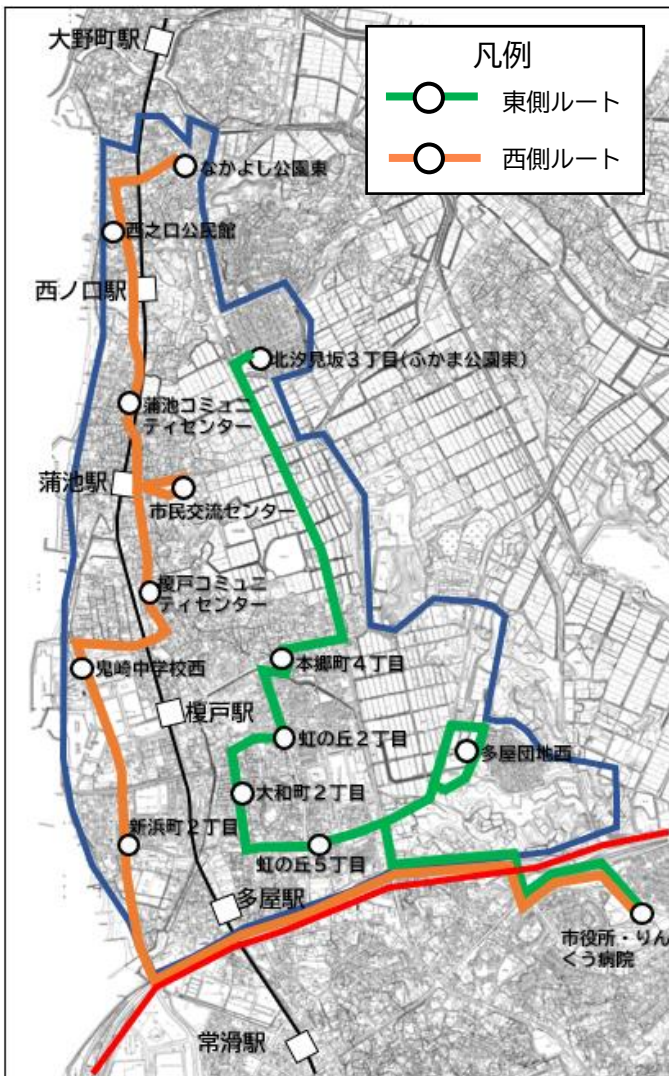 大野町駅
凡例
東側ルート
西側ルート
なかよし公園東
西之口公民館
西ノ口駅
北汐見坂３丁目(ふかま公園東)
蒲池コミュニ
ティセンター
蒲池駅
市民交流センター
榎戸コミュニ
ティセンター
本郷町４丁目
鬼崎中学校西
榎戸駅
虹の丘２丁目
多屋団地西
大和町２丁目
新浜町２丁目
虹の丘５丁目
多屋駅
市役所・りん
くう病院
常滑駅